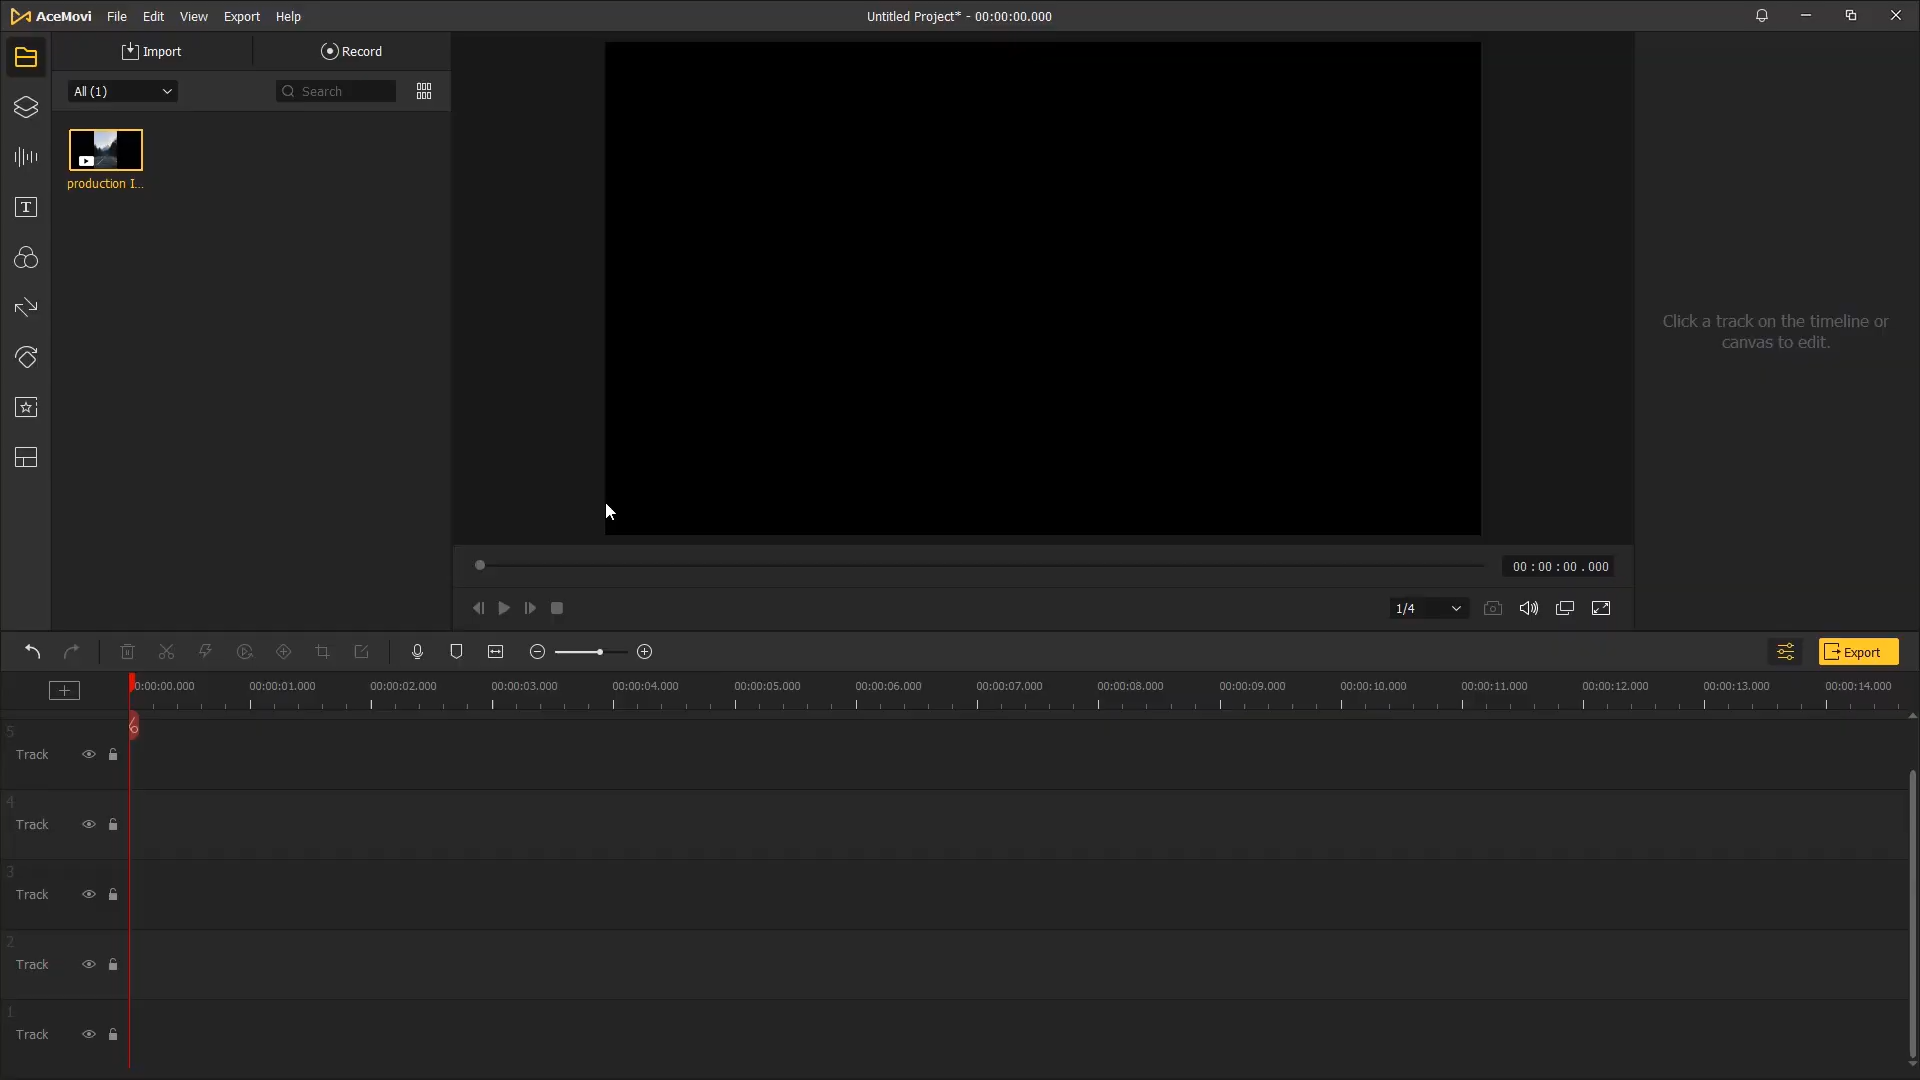 AceMovi File Edit View Export Help Untitled Project* - 00:00:00.000
Import Record
All (1) Search
production I...
Click a track on the timeline or
canvas to edit.
00 : 00 : 00 . 000
1/4
Export
0:00:00.000 00:00:01.000 00:00:02.000 00:00:03.000 00:00:04.000 00:00:05.000 00:00:06.000 00:00:07.000 00:00:08.000 00:00:09.000 00:00:10.000 00:00:11.000 00:00:12.000 00:00:13.000 00:00:14.000
5
Track
4
Track
3
Track
2
Track
1
Track